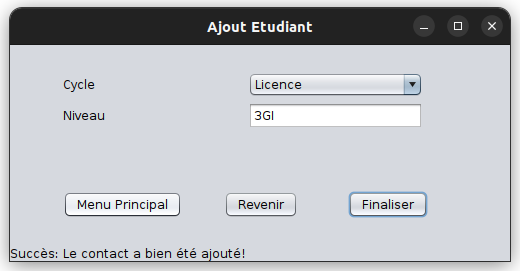 Ajout Etudiant
Cycle Licence
Niveau 3GI
Menu Principal Revenir Finaliser
Succès: Le contact a bien été ajouté!